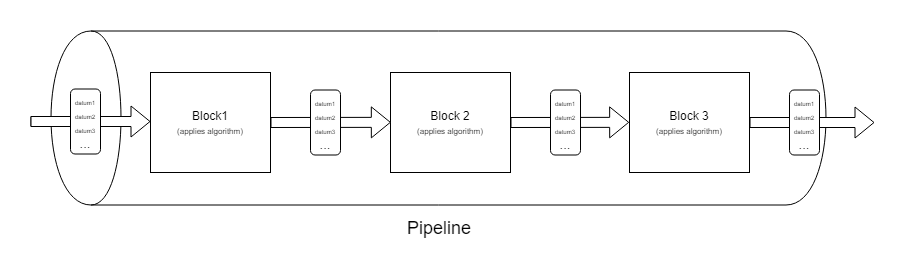 datum1
datum2
datum3
...
Block1
(applies algorithm)
datum1
datum2
datum3
...
Block 2
(applies algorithm)
datum1
datum2
datum3
...
Block 3
(applies algorithm)
datum1
datum2
datum3
...
Pipeline